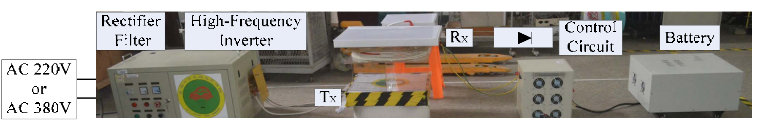 Rectifier
Filter
High-Frequency
Inverter
Rx
Control
Circuit
Battery
AC 220V
or
AC 380V
Tx